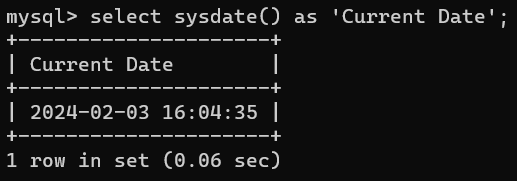 mysql> select sysdate() as 'Current Date';
+---------------------+
| Current Date        |
+---------------------+
| 2024-02-03 16:04:35 |
+---------------------+
1 row in set (0.06 sec)